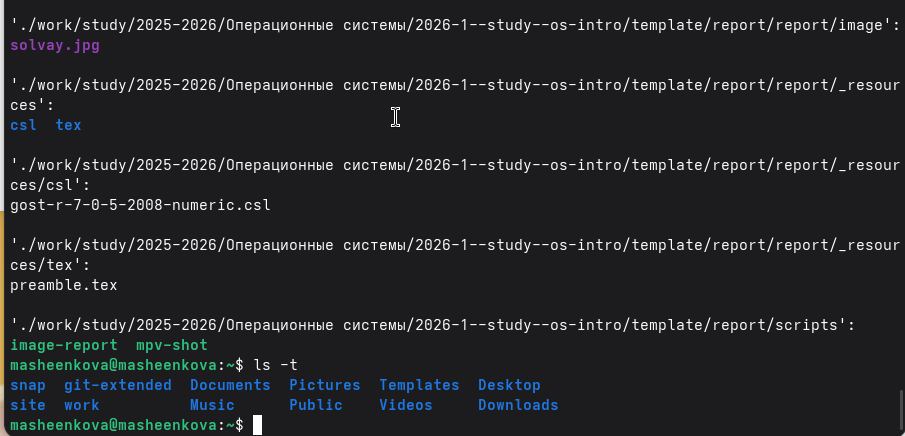 './work/study/2025-2026/Операционные системы/2026-1--study--os-intro/template/report/report/image':
solvay.jpg
'./work/study/2025-2026/Операционные системы/2026-1--study--os-intro/template/report/report/_resour
ces':
csl  tex
'./work/study/2025-2026/Операционные системы/2026-1--study--os-intro/template/report/report/_resour
ces/csl':
gost-r-7-0-5-2008-numeric.csl
'./work/study/2025-2026/Операционные системы/2026-1--study--os-intro/template/report/report/_resour
ces/tex':
preamble.tex
'./work/study/2025-2026/Операционные системы/2026-1--study--os-intro/template/report/scripts':
image-report  mpv-shot
masheenkova@masheenkova:~$ ls -t
snap  git-extended  Documents  Pictures  Templates  Desktop
site  work          Music      Public    Videos     Downloads
masheenkova@masheenkova:~$